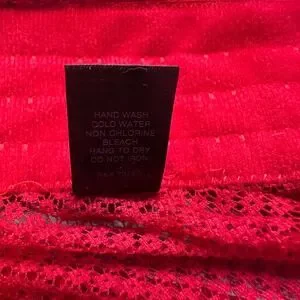 HAND WASH
COLD WATER
NON CHLORINE
BLEACH
HANG TO DRY
DO NOT IRON